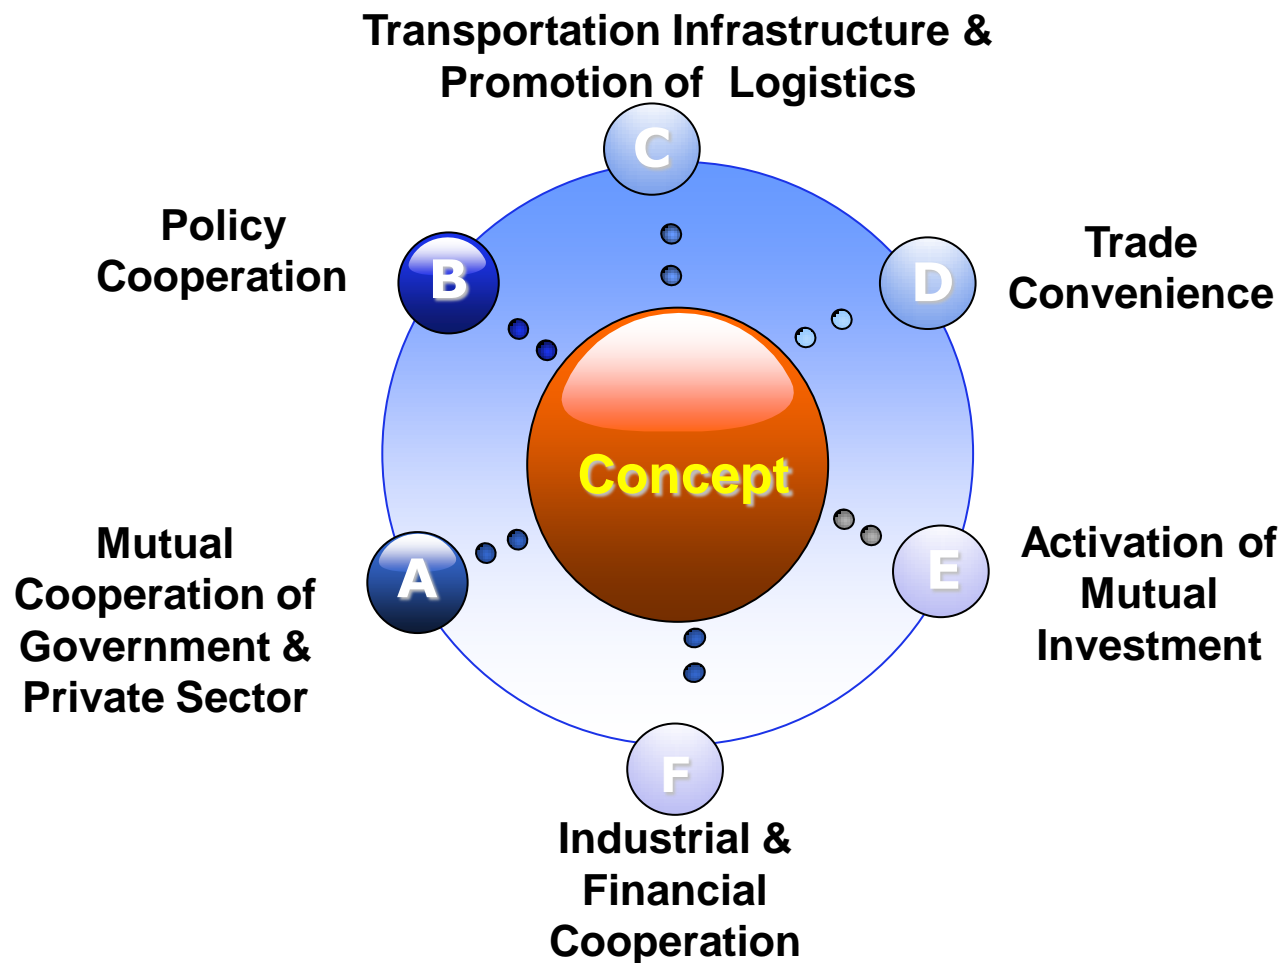 Transportation Infrastructure &
Promotion of Logistics
C
Policy
Cooperation
B
D
Trade
Convenience
Concept
Mutual
Cooperation of
Government &
Private Sector
A
E
Activation of
Mutual
Investment
F
Industrial &
Financial
Cooperation